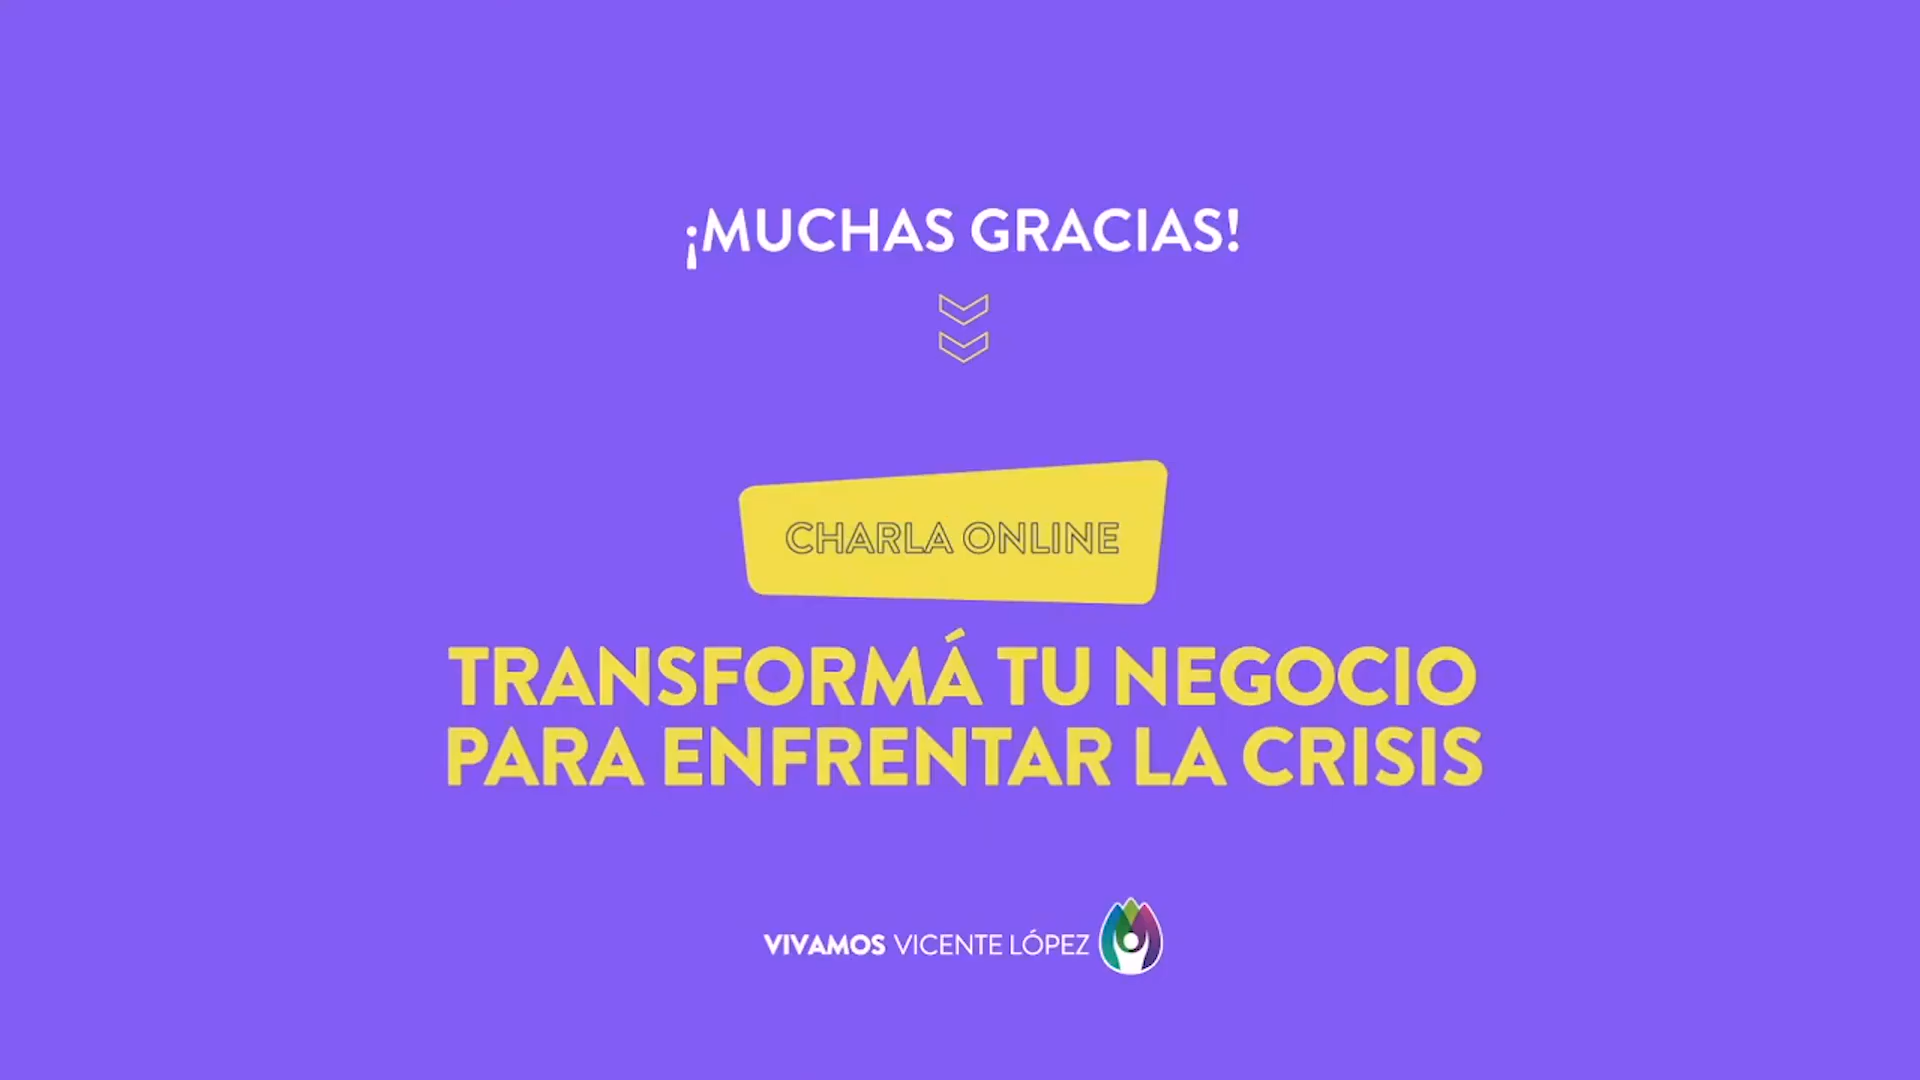 ¡MUCHAS GRACIAS!
CHARLA ONLINE
TRANSFORMÁ TU NEGOCIO
PARA ENFRENTAR LA CRISIS
VIVAMOS VICENTE LÓPEZ